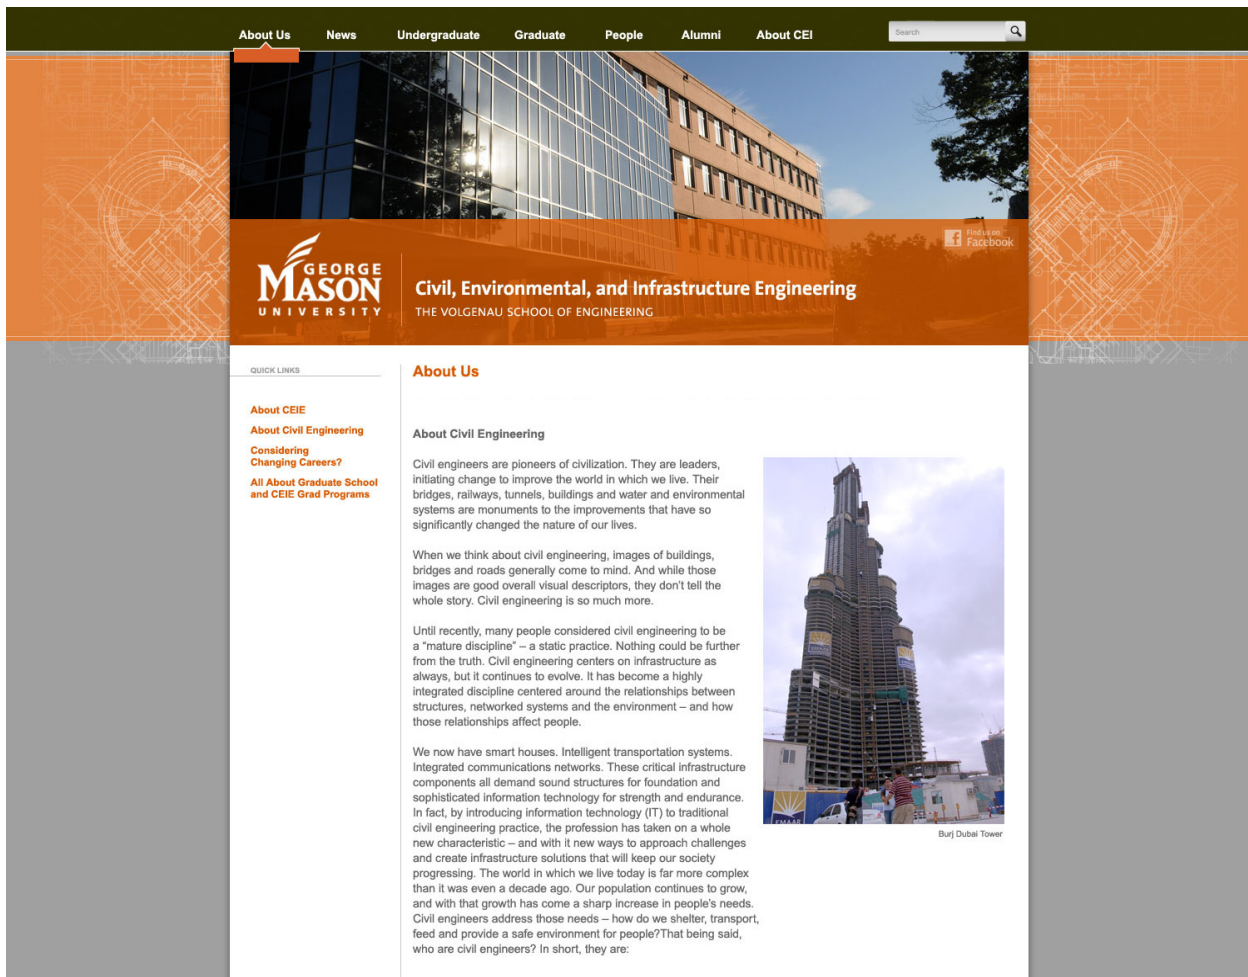 About Us News Undergraduate Graduate People Alumni About CEI Search
Find us on
Facebook
GEORGE
MASON
UNIVERSITY
Civil, Environmental, and Infrastructure Engineering
THE VOLGENAU SCHOOL OF ENGINEERING
QUICK LINKS
About CEIE
About Civil Engineering
Considering
Changing Careers?
All About Graduate School
and CEIE Grad Programs
About Us
About Civil Engineering
Civil engineers are pioneers of civilization. They are leaders,
initiating change to improve the world in which we live. Their
bridges, railways, tunnels, buildings and water and environmental
systems are monuments to the improvements that have so
significantly changed the nature of our lives.
When we think about civil engineering, images of buildings,
bridges and roads generally come to mind. And while those
images are good overall visual descriptors, they don't tell the
whole story. Civil engineering is so much more.
Until recently, many people considered civil engineering to be
a “mature discipline” – a static practice. Nothing could be further
from the truth. Civil engineering centers on infrastructure as
always, but it continues to evolve. It has become a highly
integrated discipline centered around the relationships between
structures, networked systems and the environment – and how
those relationships affect people.
We now have smart houses. Intelligent transportation systems.
Integrated communications networks. These critical infrastructure
components all demand sound structures for foundation and
sophisticated information technology for strength and endurance.
In fact, by introducing information technology (IT) to traditional
civil engineering practice, the profession has taken on a whole
new characteristic – and with it new ways to approach challenges
and create infrastructure solutions that will keep our society
progressing. The world in which we live today is far more complex
than it was even a decade ago. Our population continues to grow,
and with that growth has come a sharp increase in people's needs.
Civil engineers address those needs – how do we shelter, transport,
feed and provide a safe environment for people?That being said,
who are civil engineers? In short, they are:
EMAAR
Burj Dubai Tower